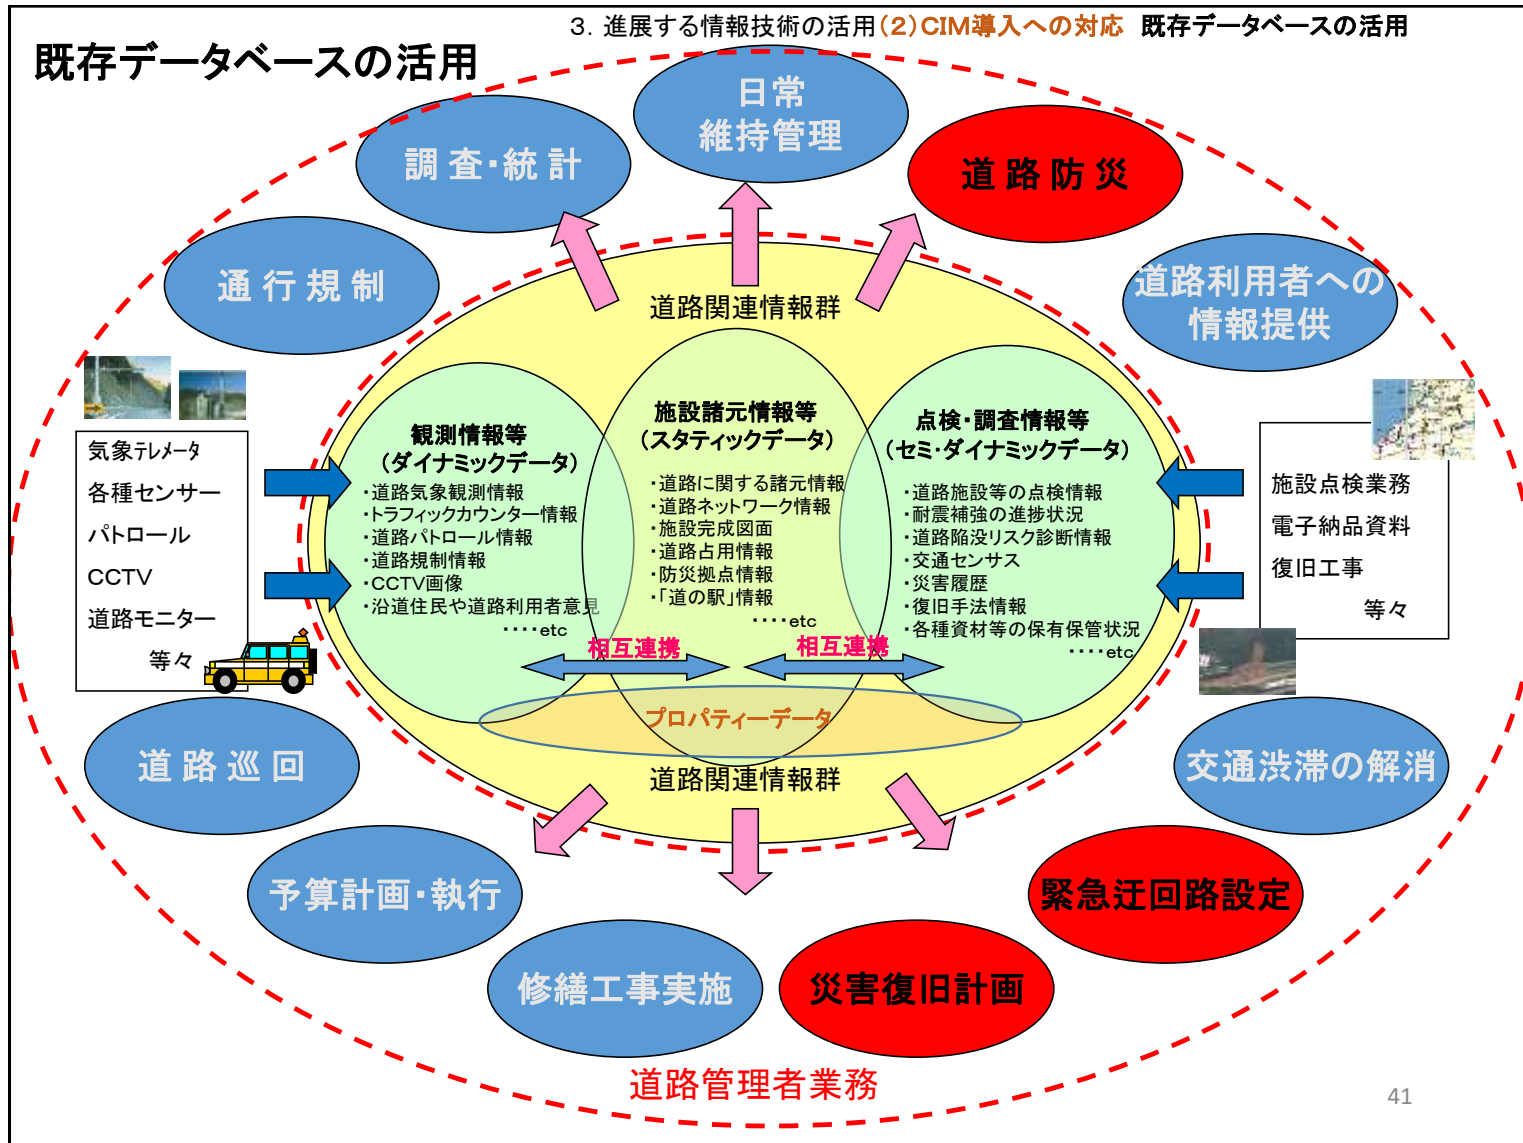 3. 進展する情報技術の活用(2)CIM導入への対応 既存データベースの活用
既存データベースの活用
日常
維持管理
調査・統計
道路防災
通行規制
道路利用者への
情報提供
道路関連情報群
観測情報等
(ダイナミックデータ)
・道路気象観測情報
・トラフィックカウンター情報
・道路パトロール情報
・道路規制情報
・CCTV画像
・沿道住民や道路利用者意見
・・・・etc
施設諸元情報等
(スタティックデータ)
・道路に関する諸元情報
・道路ネットワーク情報
・施設完成図面
・道路占用情報
・防災拠点情報
・「道の駅」情報
・・・・etc
点検・調査情報等
(セミ・ダイナミックデータ)
・道路施設等の点検情報
・耐震補強の進捗状況
・道路陥没リスク診断情報
・交通センサス
・災害履歴
・復旧手法情報
・各種資材等の保有保管状況
・・・・etc
気象テレメータ
各種センサー
パトロール
CCTV
道路モニター
等々
施設点検業務
電子納品資料
復旧工事
等々
相互連携
相互連携
プロパティーデータ
道路関連情報群
道路巡回
交通渋滞の解消
予算計画・執行
緊急迂回路設定
修繕工事実施
災害復旧計画
道路管理者業務
41